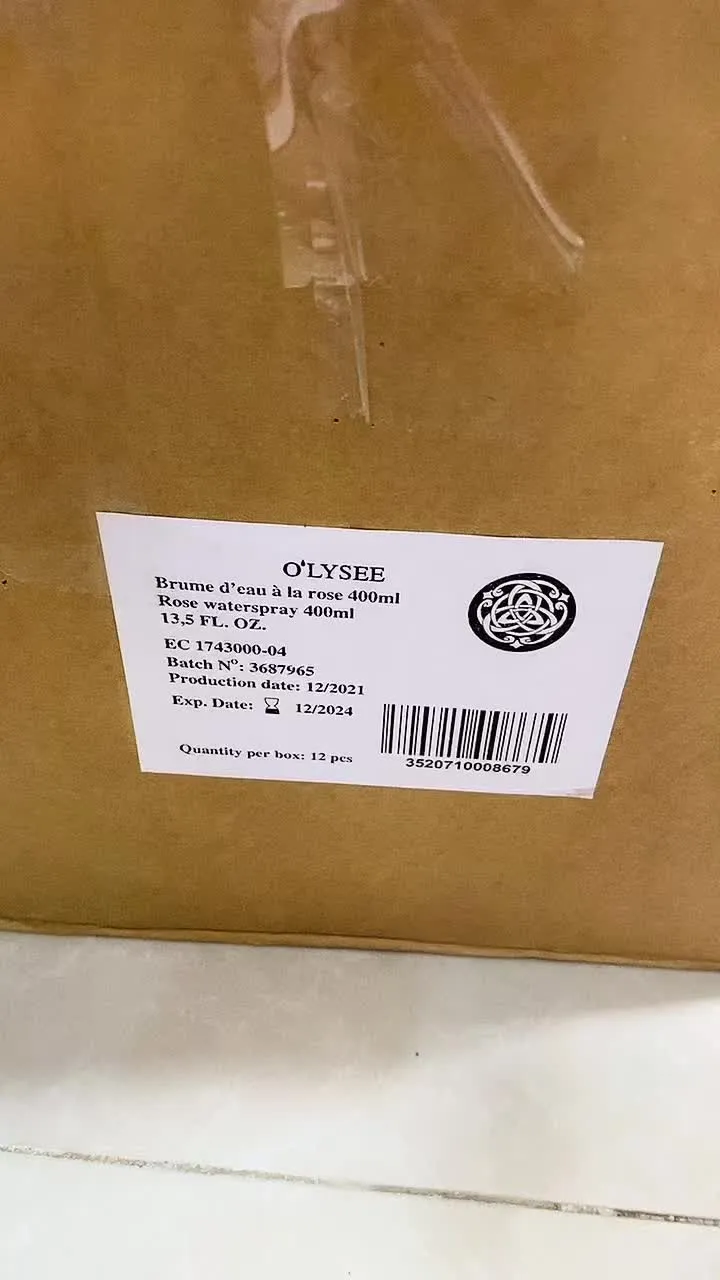 O'LYSEE
Brume d'eau à la rose 400ml
Rose waterspray 400ml
13,5 FL. OZ.
EC 1743000-04
Batch Nº: 3687965
Production date: 12/2021
Exp. Date: 12/2024
Quantity per box: 12 pcs
3520710008679